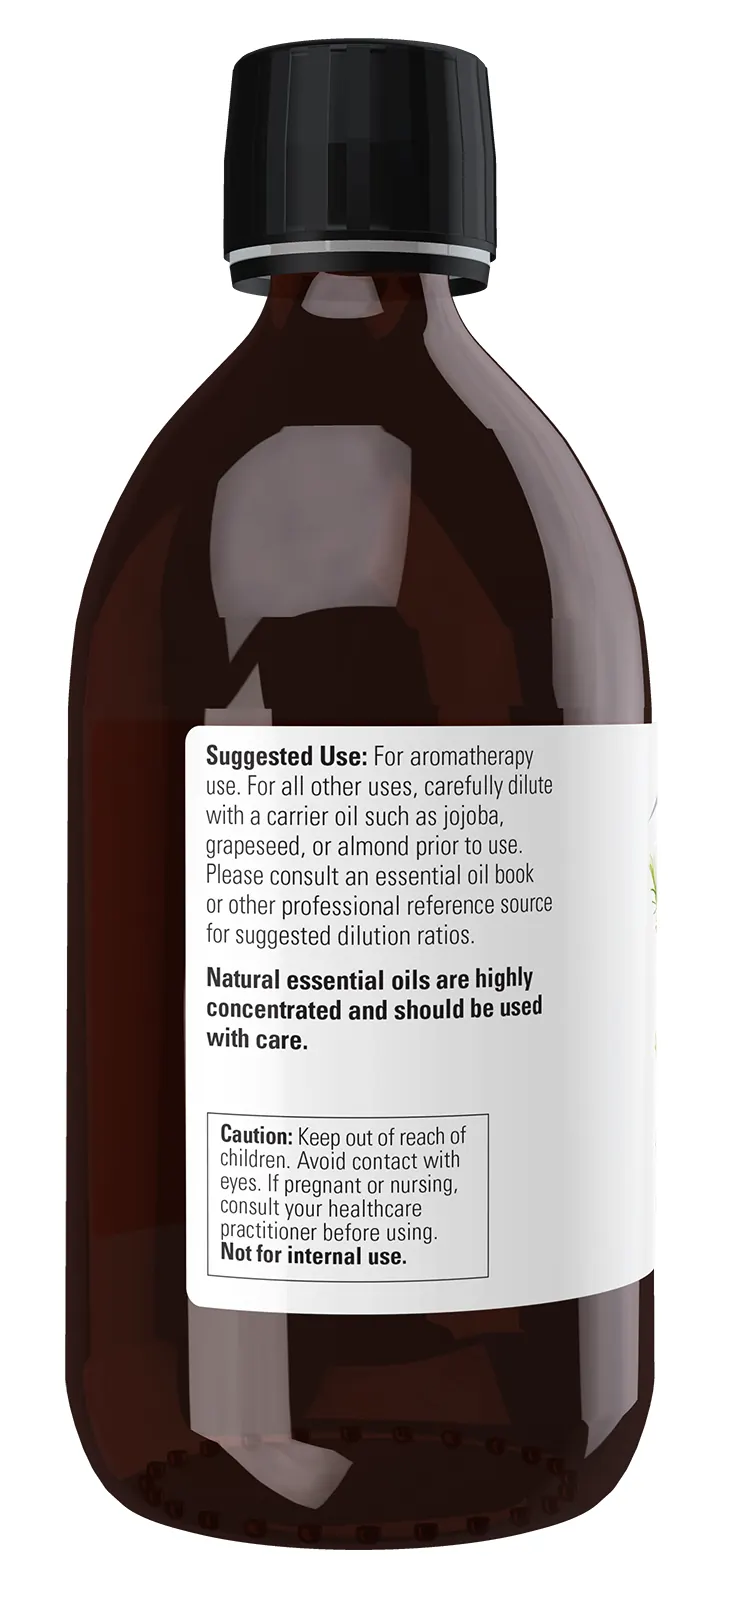 Suggested Use: For aromatherapy
use. For all other uses, carefully dilute
with a carrier oil such as jojoba,
grapeseed, or almond prior to use.
Please consult an essential oil book
or other professional reference source
for suggested dilution ratios.
Natural essential oils are highly
concentrated and should be used
with care.
Caution: Keep out of reach of
children. Avoid contact with
eyes. If pregnant or nursing,
consult your healthcare
practitioner before using.
Not for internal use.